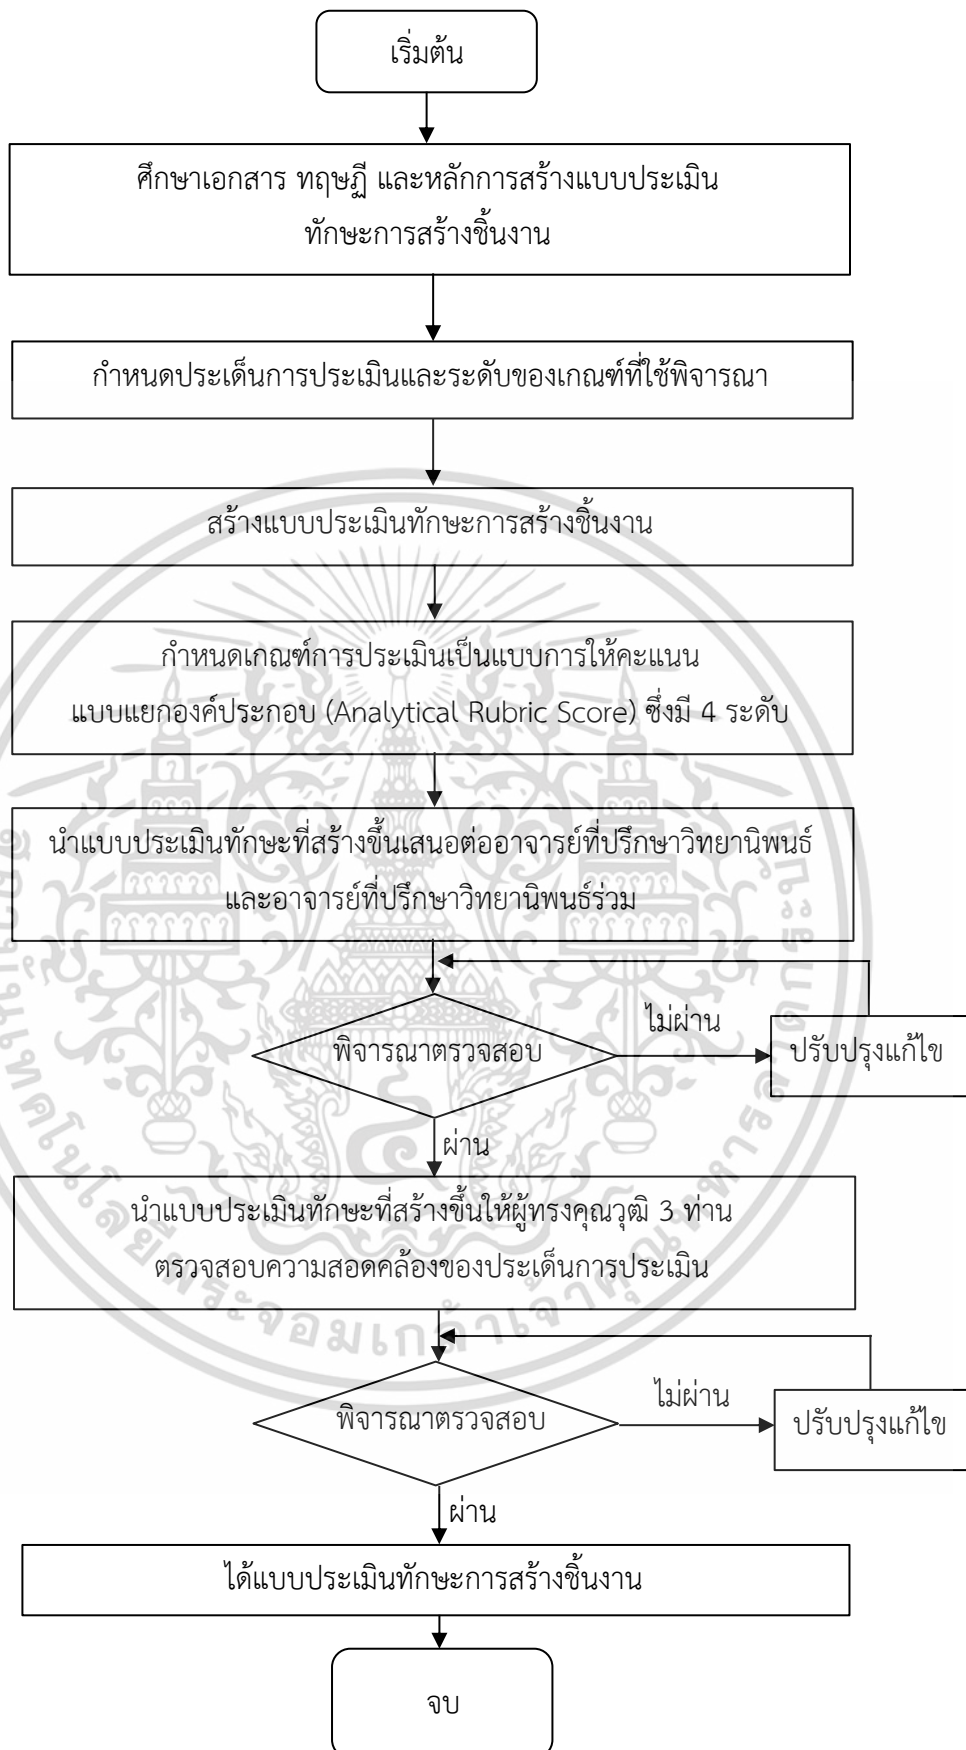 เริ่มต้น
ศึกษาเอกสาร ทฤษฎี และหลักการสร้างแบบประเมิน
ทักษะการสร้างชิ้นงาน
กำหนดประเด็นการประเมินและระดับของเกณฑ์ที่ใช้พิจารณา
สร้างแบบประเมินทักษะการสร้างชิ้นงาน
กำหนดเกณฑ์การประเมินเป็นแบบการให้คะแนน
แบบแยกองค์ประกอบ (Analytical Rubric Score) ซึ่งมี 4 ระดับ
นำแบบประเมินทักษะที่สร้างขึ้นเสนอต่ออาจารย์ที่ปรึกษาวิทยานิพนธ์
และอาจารย์ที่ปรึกษาวิทยานิพนธ์ร่วม
พิจารณาตรวจสอบ
ไม่ผ่าน
ปรับปรุงแก้ไข
ผ่าน
นำแบบประเมินทักษะที่สร้างขึ้นให้ผู้ทรงคุณวุฒิ 3 ท่าน
ตรวจสอบความสอดคล้องของประเด็นการประเมิน
พิจารณาตรวจสอบ
ไม่ผ่าน
ปรับปรุงแก้ไข
ผ่าน
ได้แบบประเมินทักษะการสร้างชิ้นงาน
จบ